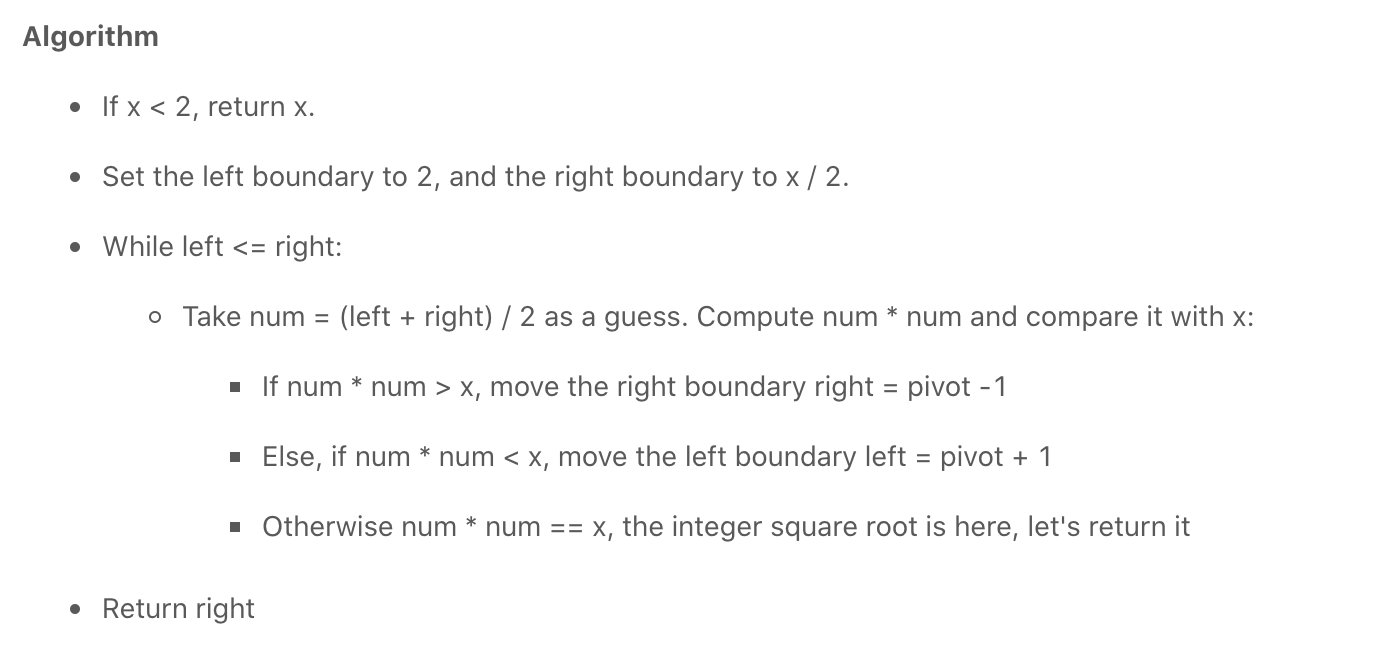 Algorithm
If x < 2, return x.
Set the left boundary to 2, and the right boundary to x / 2.
While left <= right:
Take num = (left + right) / 2 as a guess. Compute num * num and compare it with x:
If num * num > x, move the right boundary right = pivot -1
Else, if num * num < x, move the left boundary left = pivot + 1
Otherwise num * num == x, the integer square root is here, let's return it
Return right